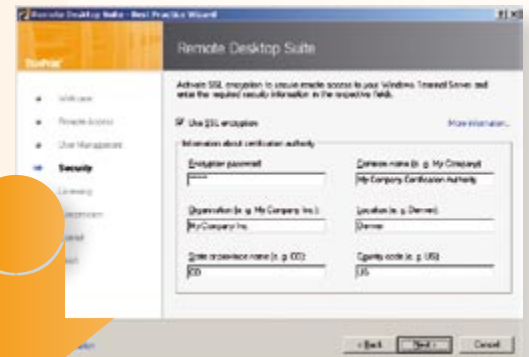 Remote Desktop Suite - Best Practice Wizard
Remote Desktop Suite
Activate SSL encryption to ensure remote access to your Windows Terminal Server and
enter the required security information in the respective fields.
Welcome
Remote Access
Use SSL encryption
More information...
User Management
Information about certification authority
Security
Encryption password
Common name (e. g. My Company)
Licensing
******
My Company Certification Authority
Organisation (e. g. My Company Inc.)
Location (e. g. Denver)
My Company Inc.
Denver
State or province name (e. g. CO):
Country code (e. g. US)
CO
US
< Back
Next >
Cancel